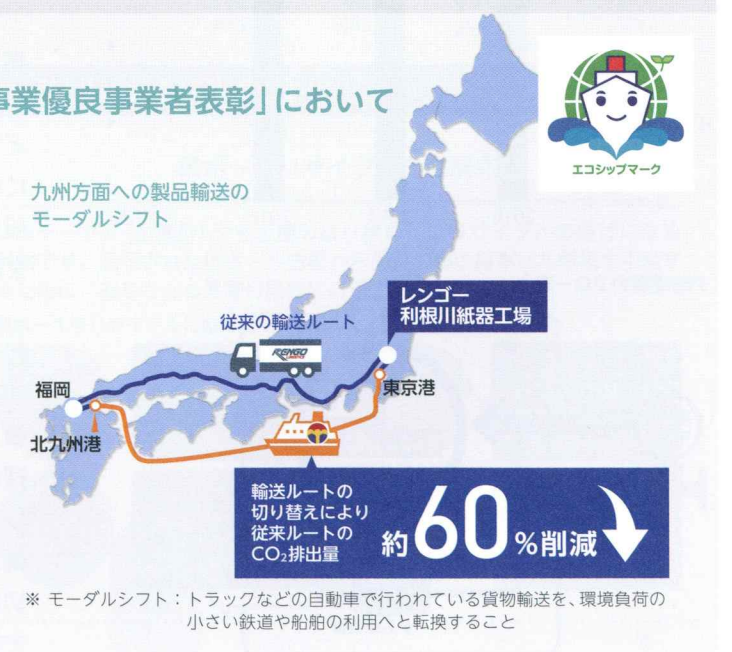 事業優良事業者表彰」において
エコシップマーク
九州方面への製品輸送の
モーダルシフト
従来の輸送ルート
レンゴー
利根川紙器工場
RENGO
福岡
東京港
北九州港
輸送ルートの
切り替えにより
従来ルートの
CO₂排出量
約60%削減
※ モーダルシフト：トラックなどの自動車で行われている貨物輸送を、環境負荷の
小さい鉄道や船舶の利用へと転換すること